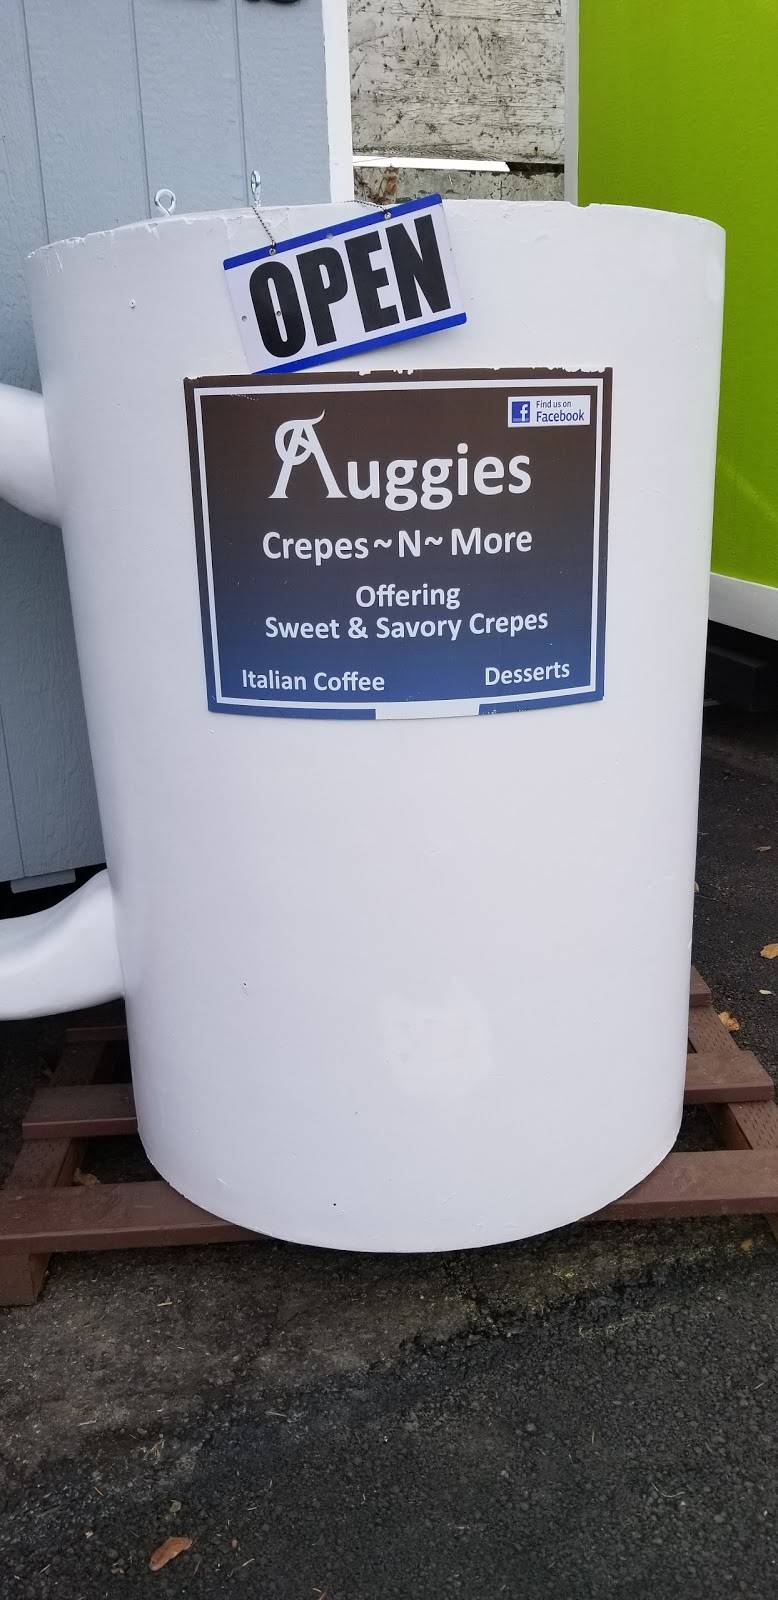 OPEN
Find us on
Facebook
Auggies
Crepes~N~More
Offering
Sweet & Savory Crepes
Italian Coffee Desserts